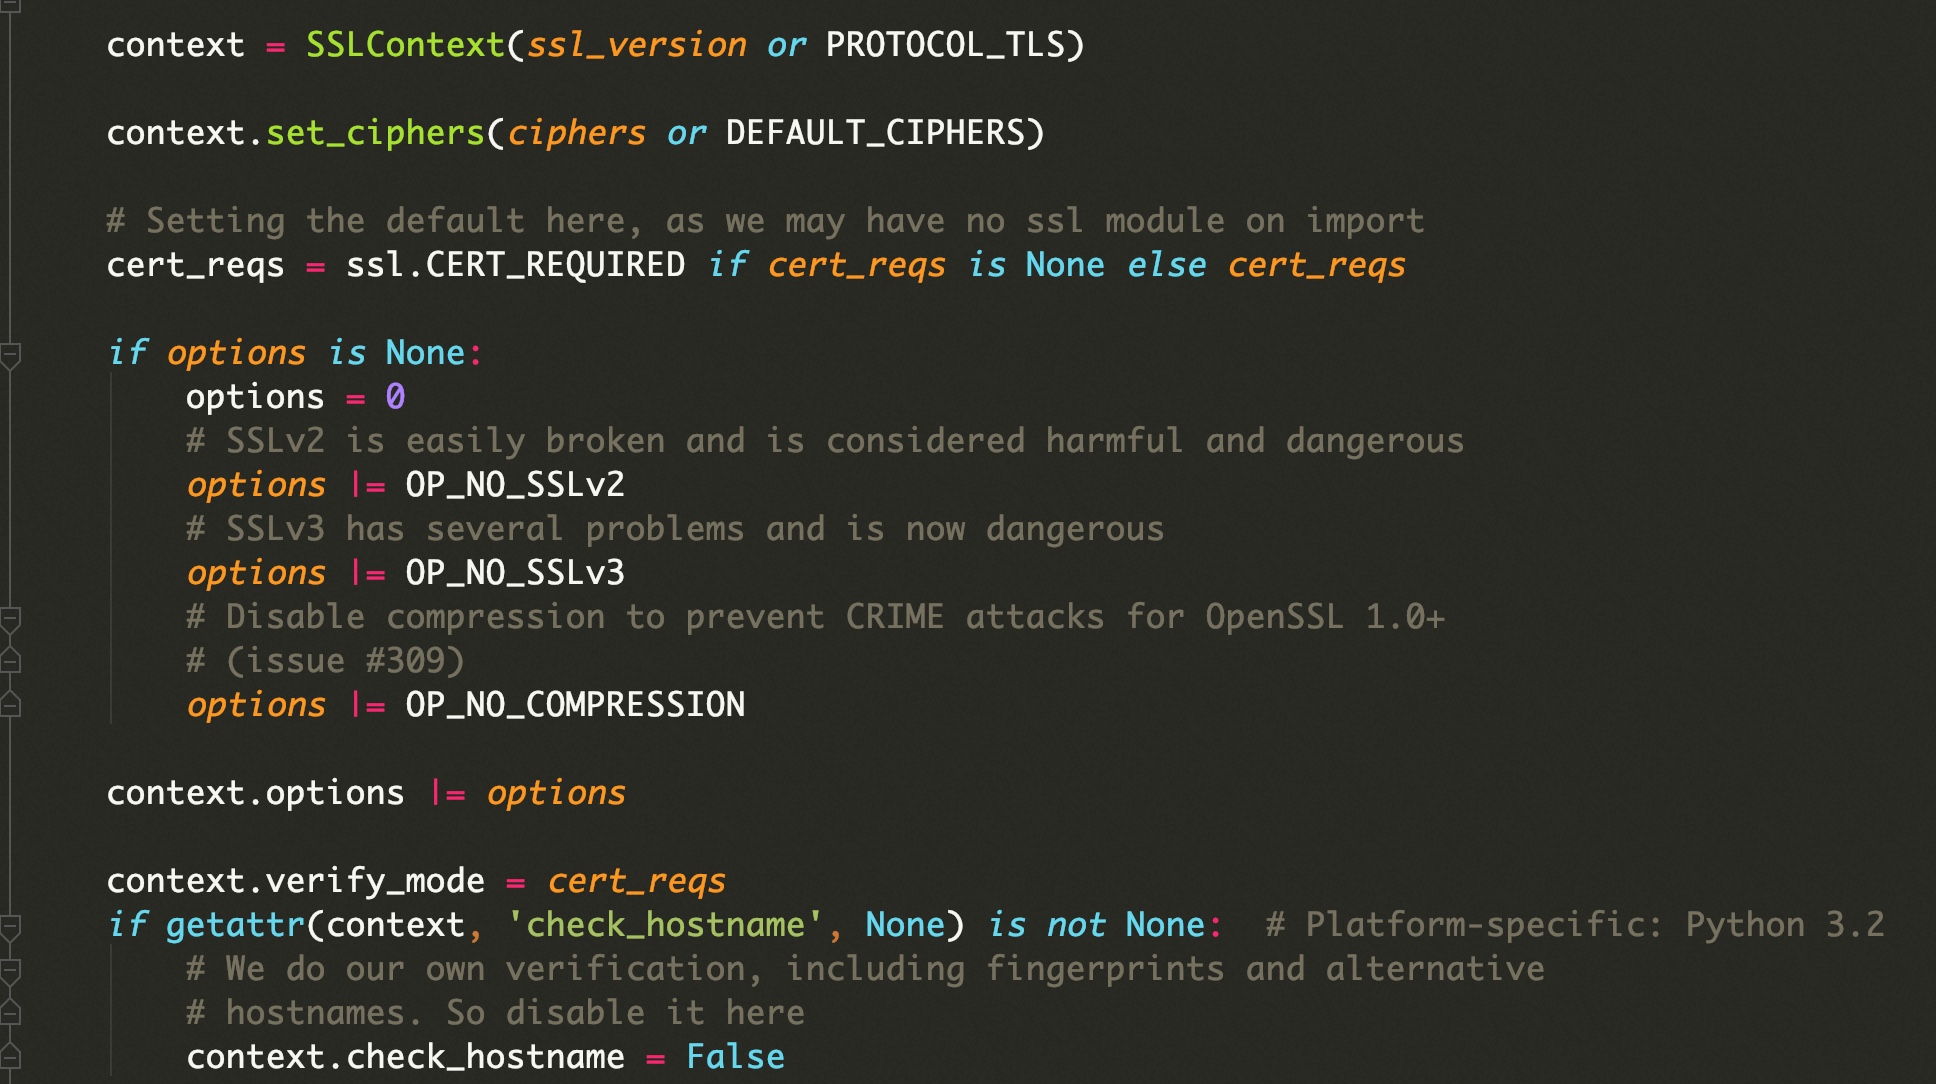 context = SSLContext(ssl_version or PROTOCOL_TLS)
context.set_ciphers(ciphers or DEFAULT_CIPHERS)
# Setting the default here, as we may have no ssl module on import
cert_reqs = ssl.CERT_REQUIRED if cert_reqs is None else cert_reqs
if options is None:
    options = 0
    # SSLv2 is easily broken and is considered harmful and dangerous
    options |= OP_NO_SSLv2
    # SSLv3 has several problems and is now dangerous
    options |= OP_NO_SSLv3
    # Disable compression to prevent CRIME attacks for OpenSSL 1.0+
    # (issue #309)
    options |= OP_NO_COMPRESSION
context.options |= options
context.verify_mode = cert_reqs
if getattr(context, 'check_hostname', None) is not None:  # Platform-specific: Python 3.2
    # We do our own verification, including fingerprints and alternative
    # hostnames. So disable it here
    context.check_hostname = False